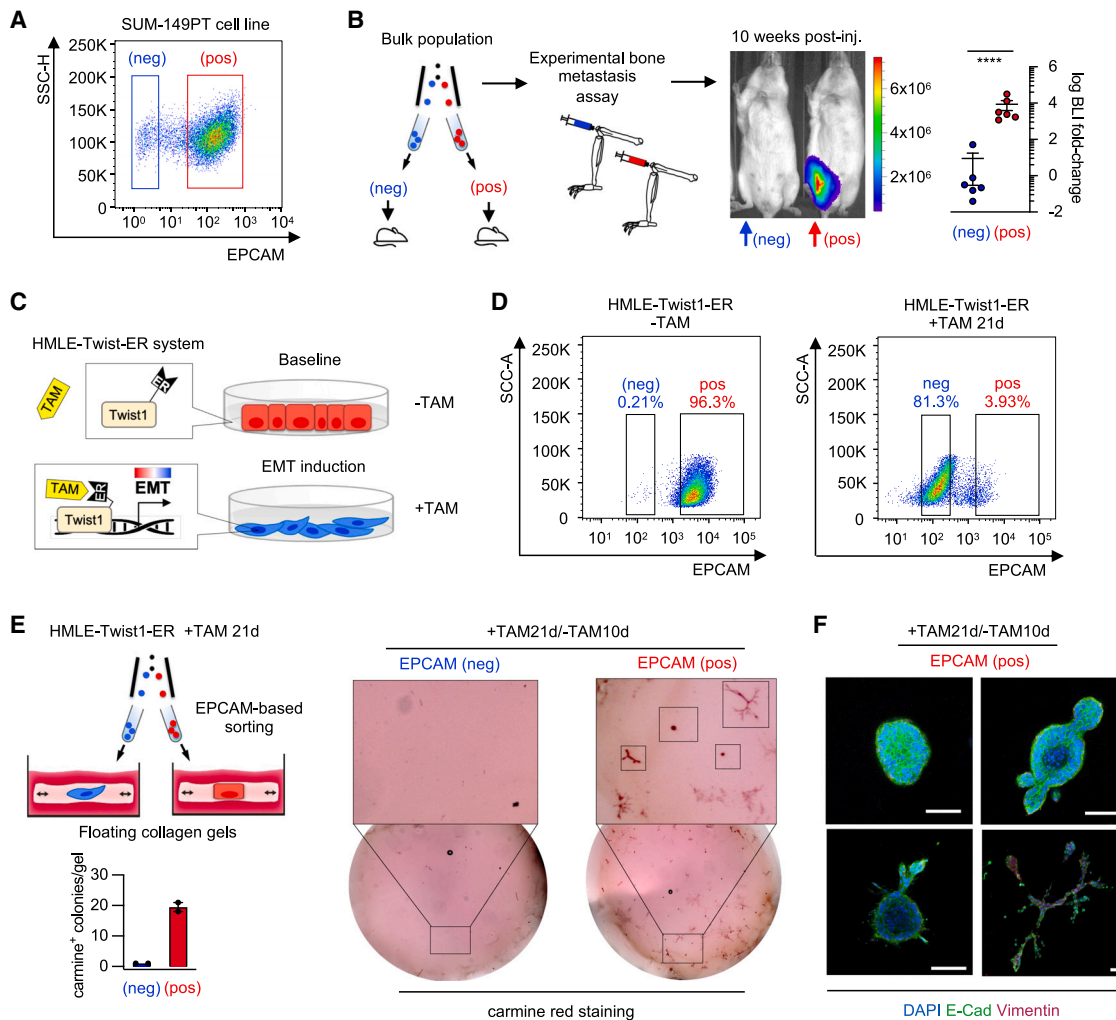 A
SUM-149PT cell line
SSC-H
250K
200K
150K
100K
50K
0
(neg)
(pos)
10⁰ 10¹ 10² 10³ 10⁴
EPCAM
B
Bulk population
(neg)
(pos)
Experimental bone
metastasis
assay
10 weeks post-inj.
6x10⁶
4x10⁶
2x10⁶
(neg)
(pos)
****
6
4
2
0
-2
log BLI fold-change
(neg) (pos)
C
HMLE-Twist-ER system
TAM
ER
Twist1
Baseline
-TAM
TAM
ER
Twist1
EMT
EMT induction
+TAM
D
HMLE-Twist1-ER
-TAM
SCC-A
250K
200K
150K
100K
50K
0
(neg)
0.21%
pos
96.3%
10¹ 10² 10³ 10⁴ 10⁵
EPCAM
HMLE-Twist1-ER
+TAM 21d
SCC-A
250K
200K
150K
100K
50K
0
neg
81.3%
pos
3.93%
10¹ 10² 10³ 10⁴ 10⁵
EPCAM
E
HMLE-Twist1-ER +TAM 21d
EPCAM-based
sorting
Floating collagen gels
carmine⁺ colonies/gel
40
20
0
(neg) (pos)
+TAM21d/-TAM10d
EPCAM (neg)
EPCAM (pos)
carmine red staining
F
+TAM21d/-TAM10d
EPCAM (pos)
DAPI E-Cad Vimentin